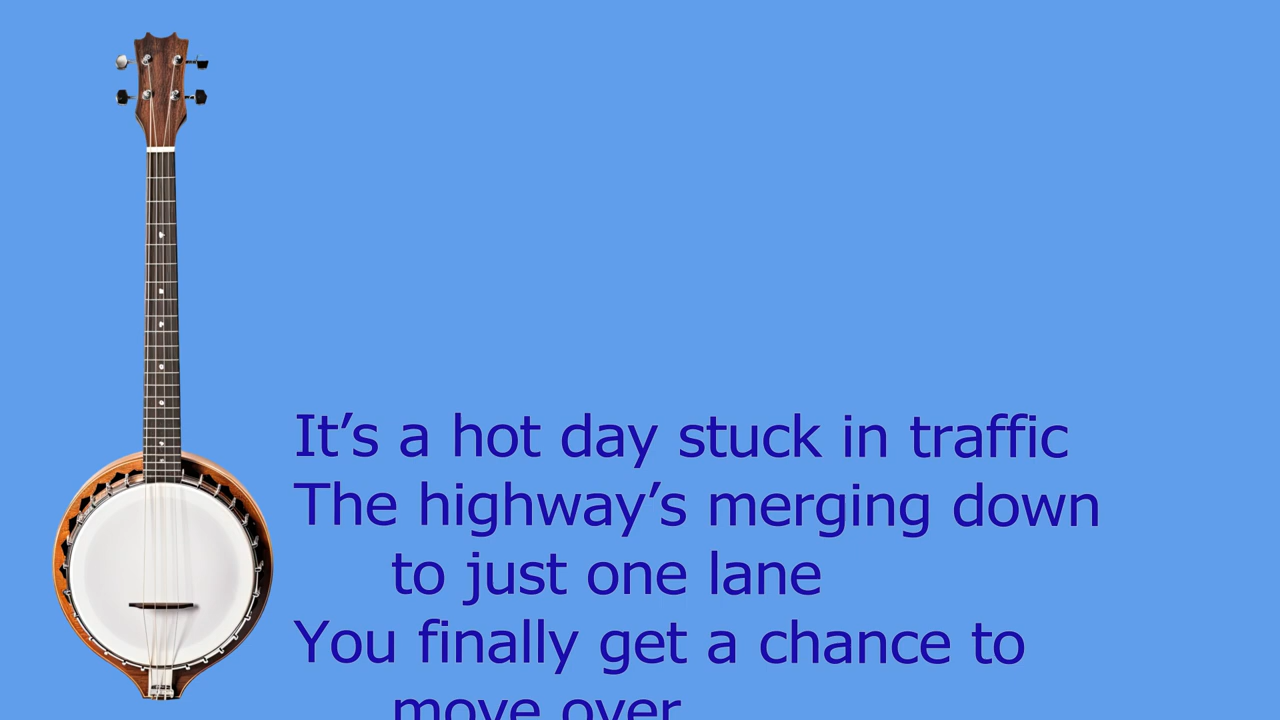 It’s a hot day stuck in traffic
The highway’s merging down
to just one lane
You finally get a chance to
move over